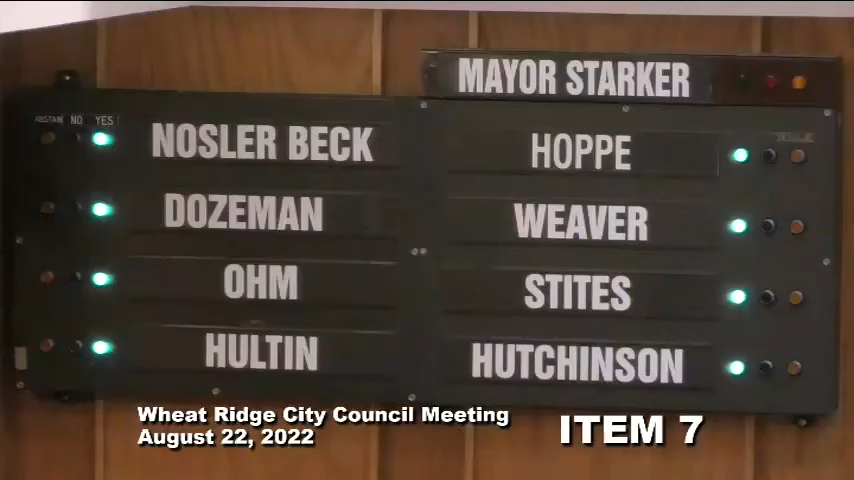 MAYOR STARKER
ABSTAIN NO YES
NOSLER BECK
HOPPE
DOZEMAN
WEAVER
OHM
STITES
HULTIN
HUTCHINSON
Wheat Ridge City Council Meeting
August 22, 2022
ITEM 7